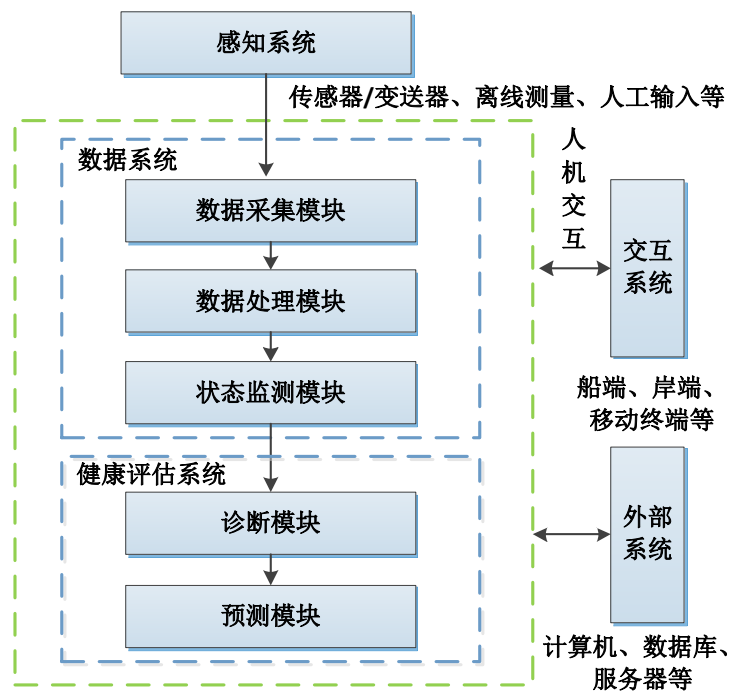 感知系统
传感器/变送器、离线测量、人工输入等
数据系统
数据采集模块
数据处理模块
状态监测模块
健康评估系统
诊断模块
预测模块
人
机
交
互
交互
系统
船端、岸端、
移动终端等
外部
系统
计算机、数据库、
服务器等